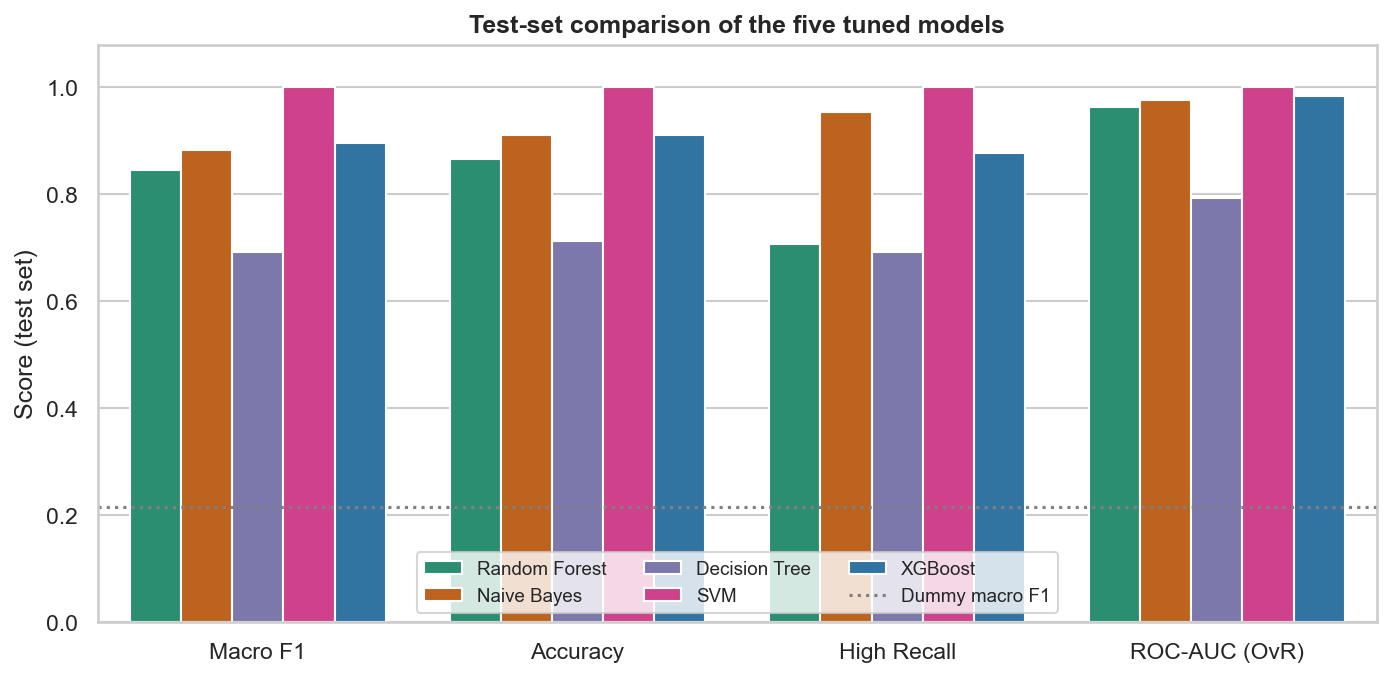 Test-set comparison of the five tuned models
Score (test set)
1.0
0.8
0.6
0.4
0.2
0.0
Random Forest
Naive Bayes
Decision Tree
SVM
XGBoost
Dummy macro F1
Macro F1
Accuracy
High Recall
ROC-AUC (OvR)